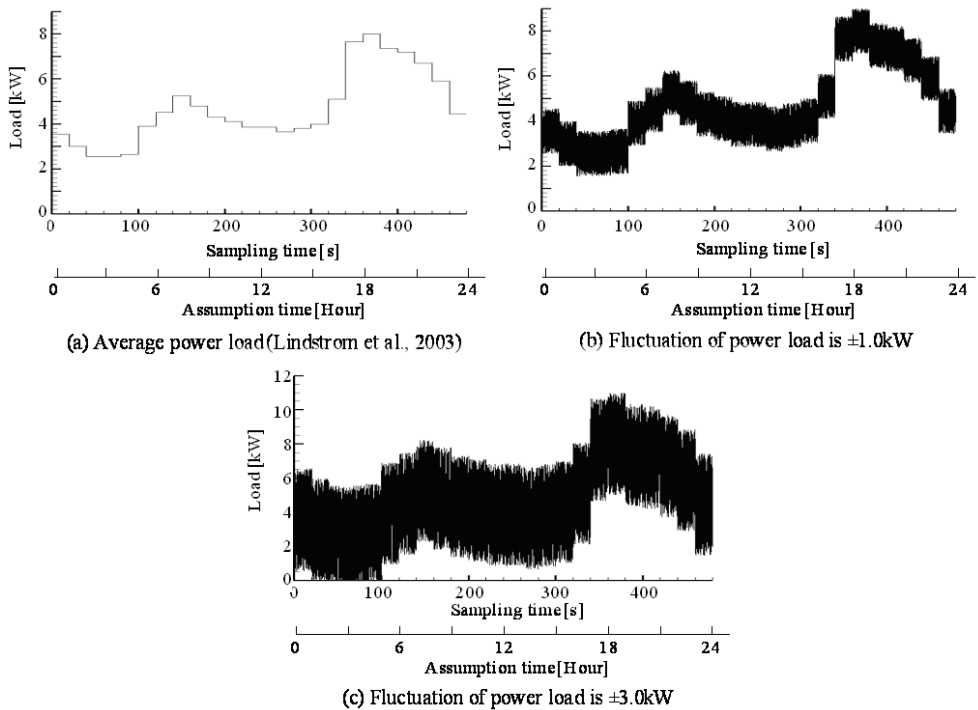 8
6
4
2
0
Load [kW]
0 100 200 300 400
Sampling time [s]
0 6 12 18 24
Assumption time [Hour]
(a) Average power load (Lindstrom et al., 2003)
8
6
4
2
0
Load [kW]
0 100 200 300 400
Sampling time [s]
0 6 12 18 24
Assumption time [Hour]
(b) Fluctuation of power load is ±1.0kW
12
10
8
6
4
2
0
Load [kW]
0 100 200 300 400
Sampling time [s]
0 6 12 18 24
Assumption time [Hour]
(c) Fluctuation of power load is ±3.0kW